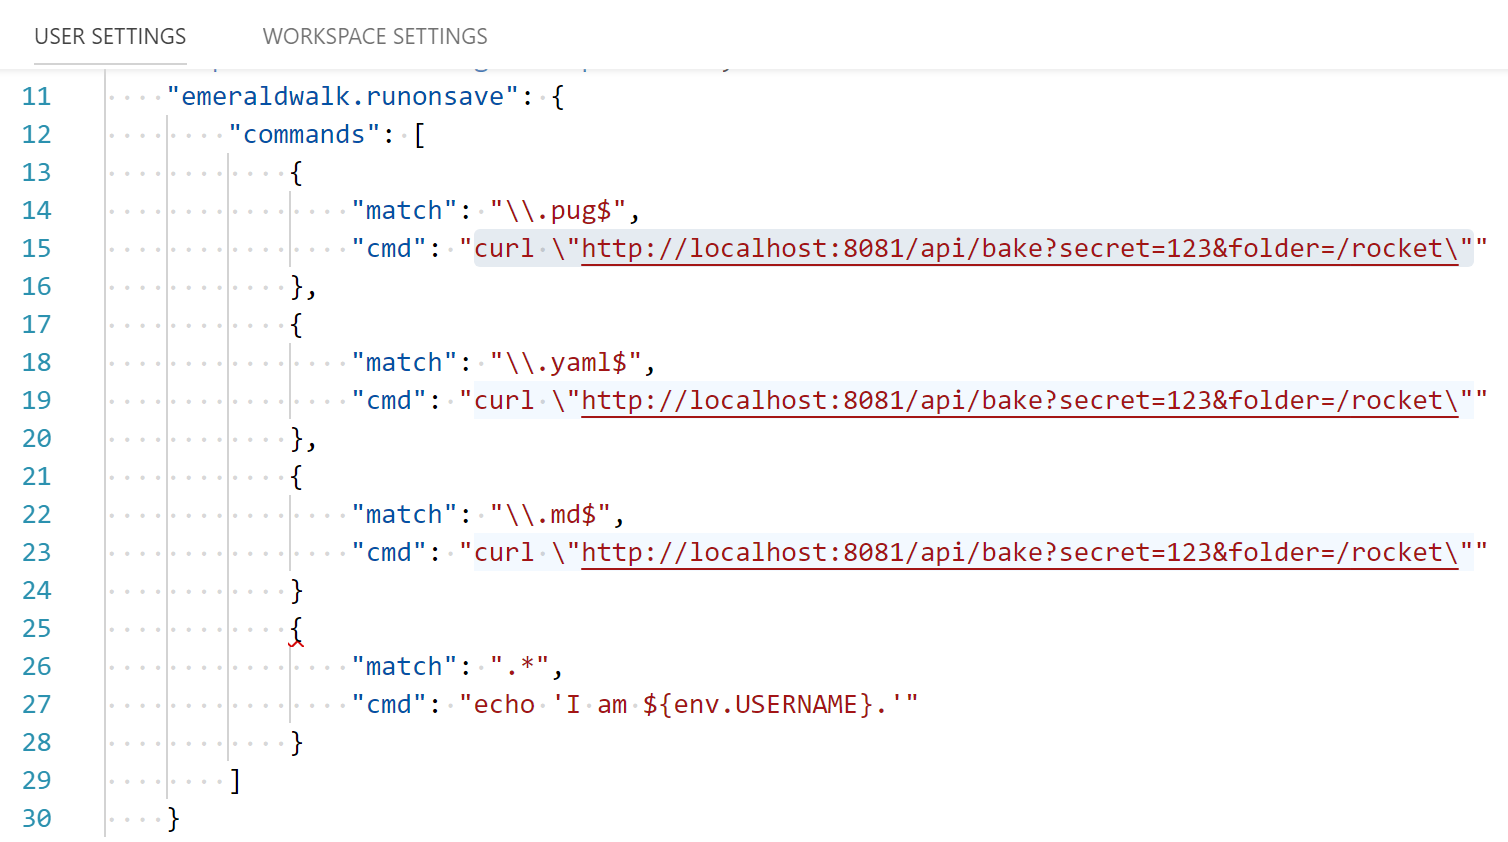 USER SETTINGS WORKSPACE SETTINGS
11 "emeraldwalk.runonsave": {
12 "commands": [
13 {
14 "match": "\\.pug$",
15 "cmd": "curl \"http://localhost:8081/api/bake?secret=123&folder=/rocket\""
16 },
17 {
18 "match": "\\.yaml$",
19 "cmd": "curl \"http://localhost:8081/api/bake?secret=123&folder=/rocket\""
20 },
21 {
22 "match": "\\.md$",
23 "cmd": "curl \"http://localhost:8081/api/bake?secret=123&folder=/rocket\""
24 }
25 {
26 "match": ".*",
27 "cmd": "echo 'I am ${env.USERNAME}.'"
28 }
29 ]
30 }